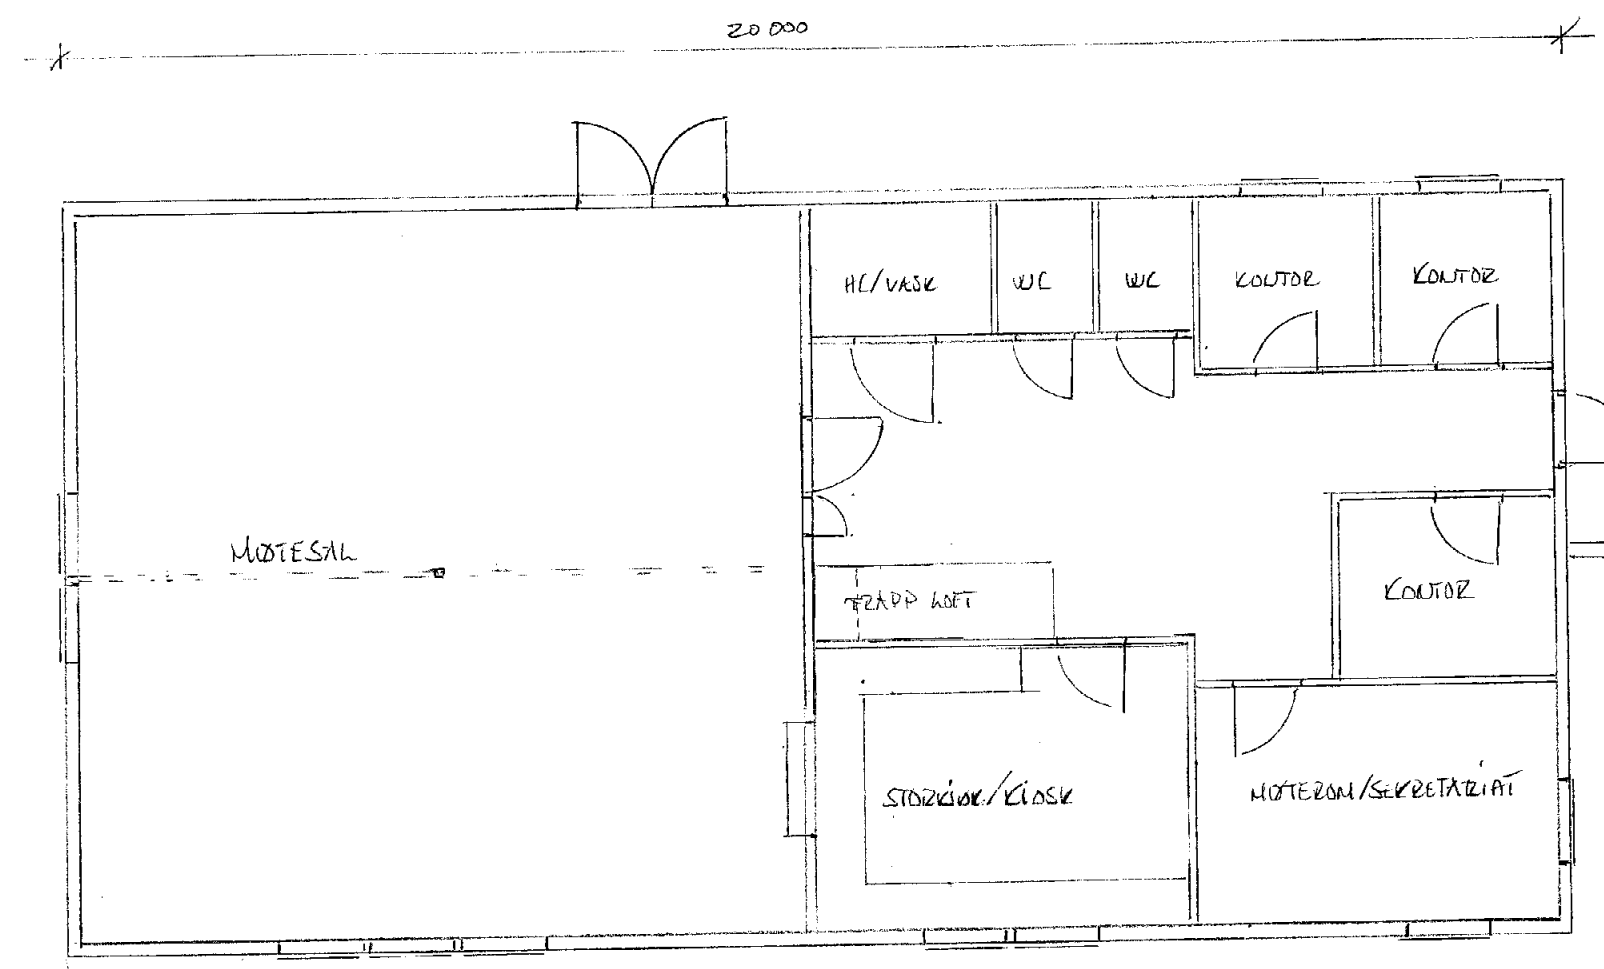 20 000
HC/VASK
WC
WC
KONTOR
KONTOR
MØTESAL
TRAPP LOFT
KONTOR
STORKJØK/KIOSK
MØTEROM/SEKRETARIAT